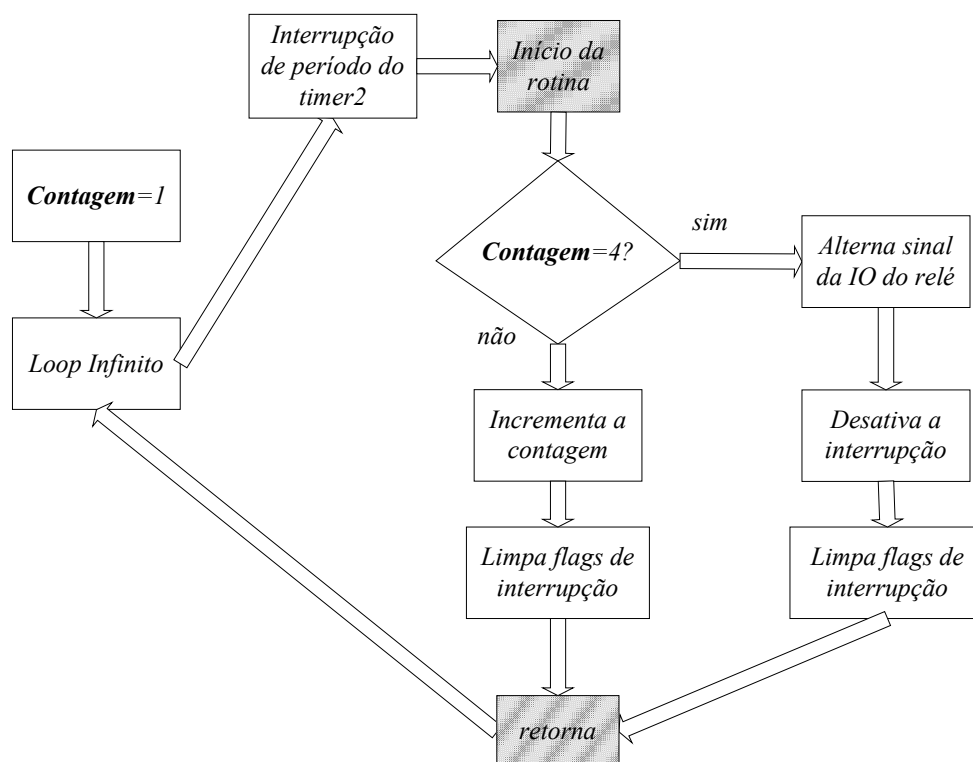 Interrupção
de período do
timer2
Início da
rotina
Contagem=1
Contagem=4?
sim
Alterna sinal
da IO do relé
não
Loop Infinito
Incrementa a
contagem
Desativa a
interrupção
Limpa flags de
interrupção
Limpa flags de
interrupção
retorna